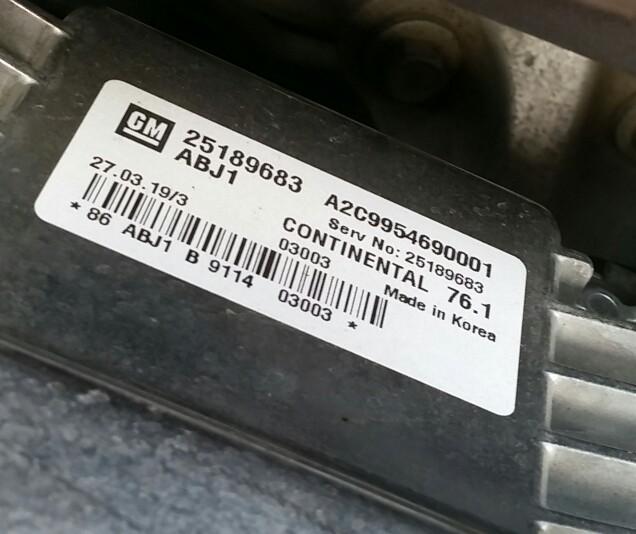 GM 25189683 A2C9954690001
ABJ1 Serv No: 25189683
27.03.19/3 CONTINENTAL 76.1
03003 Made in Korea
* 86 ABJ1 B 9114 03003 *